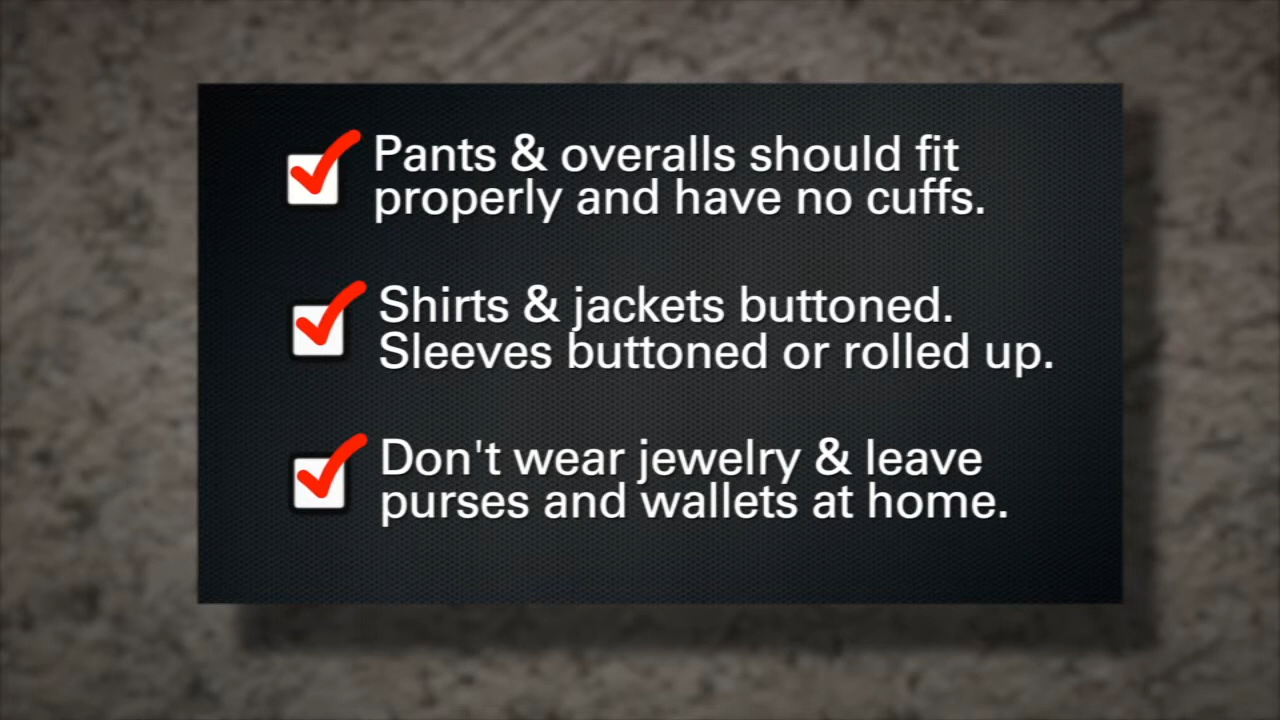 Pants & overalls should fit
properly and have no cuffs.
Shirts & jackets buttoned.
Sleeves buttoned or rolled up.
Don't wear jewelry & leave
purses and wallets at home.